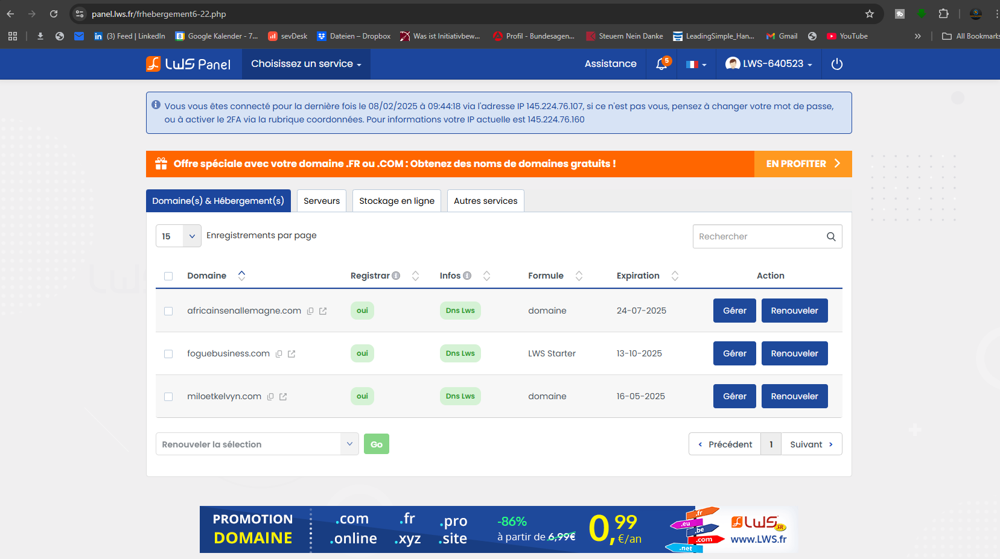 panel.lws.fr/frhebergement6-22.php
(3) Feed | LinkedIn
Google Kalender - 7...
sevDesk
Dateien – Dropbox
Was ist Initiativbew...
Profil - Bundesagen...
Steuern Nein Danke
LeadingSimple_Han...
Gmail
YouTube
All Bookmarks
LWS Panel
Choisissez un service
Assistance
5
LWS-640523
Vous vous êtes connecté pour la dernière fois le 08/02/2025 à 09:44:18 via l'adresse IP 145.224.76.107, si ce n'est pas vous, pensez à changer votre mot de passe,
ou à activer le 2FA via la rubrique coordonnées. Pour informations votre IP actuelle est 145.224.76.160
Offre spéciale avec votre domaine .FR ou .COM : Obtenez des noms de domaines gratuits !
EN PROFITER
Domaine(s) & Hébergement(s)
Serveurs
Stockage en ligne
Autres services
15
Enregistrements par page
Rechercher
Domaine
Registrar
Infos
Formule
Expiration
Action
africainsenallemagne.com
oui
Dns Lws
domaine
24-07-2025
Gérer
Renouveler
foguebusiness.com
oui
Dns Lws
LWS Starter
13-10-2025
Gérer
Renouveler
miloetkelvyn.com
oui
Dns Lws
domaine
16-05-2025
Gérer
Renouveler
Renouveler la sélection
Go
Précédent
1
Suivant
PROMOTION
DOMAINE
.com .fr .pro
.online .xyz .site
-86%
à partir de 6,99€
0,99
€/an
.fr
.eu
.be
.com
.net
LWS.FR
www.LWS.fr